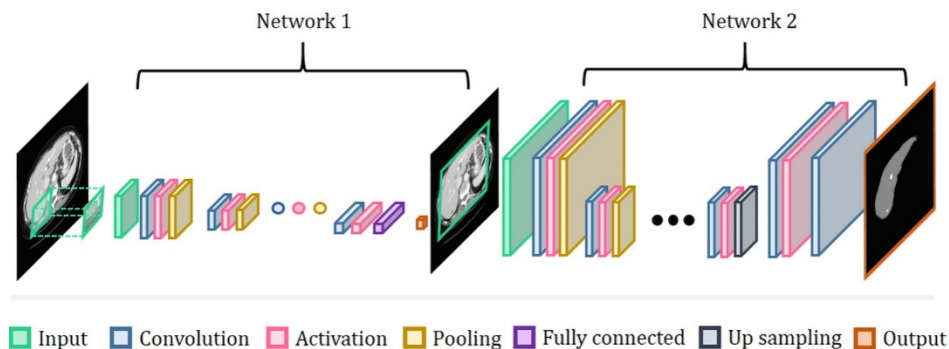 Network 1
Network 2
Input
Convolution
Activation
Pooling
Fully connected
Up sampling
Output